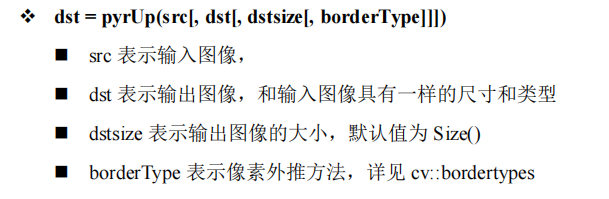 ❖ dst = pyrUp(src[, dst[, dstsize[, borderType]]])
■ src 表示输入图像，
■ dst 表示输出图像，和输入图像具有一样的尺寸和类型
■ dstsize 表示输出图像的大小，默认值为 Size()
■ borderType 表示像素外推方法，详见 cv::bordertypes